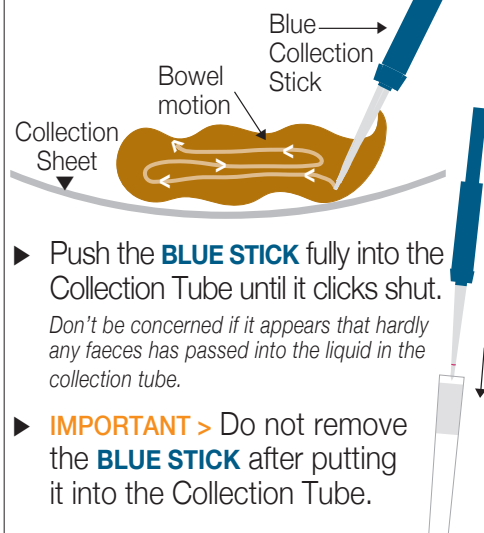 Blue
Collection
Stick
Bowel
motion
Collection
Sheet
▶ Push the BLUE STICK fully into the
Collection Tube until it clicks shut.
Don’t be concerned if it appears that hardly
any faeces has passed into the liquid in the
collection tube.
▶ IMPORTANT > Do not remove
the BLUE STICK after putting
it into the Collection Tube.